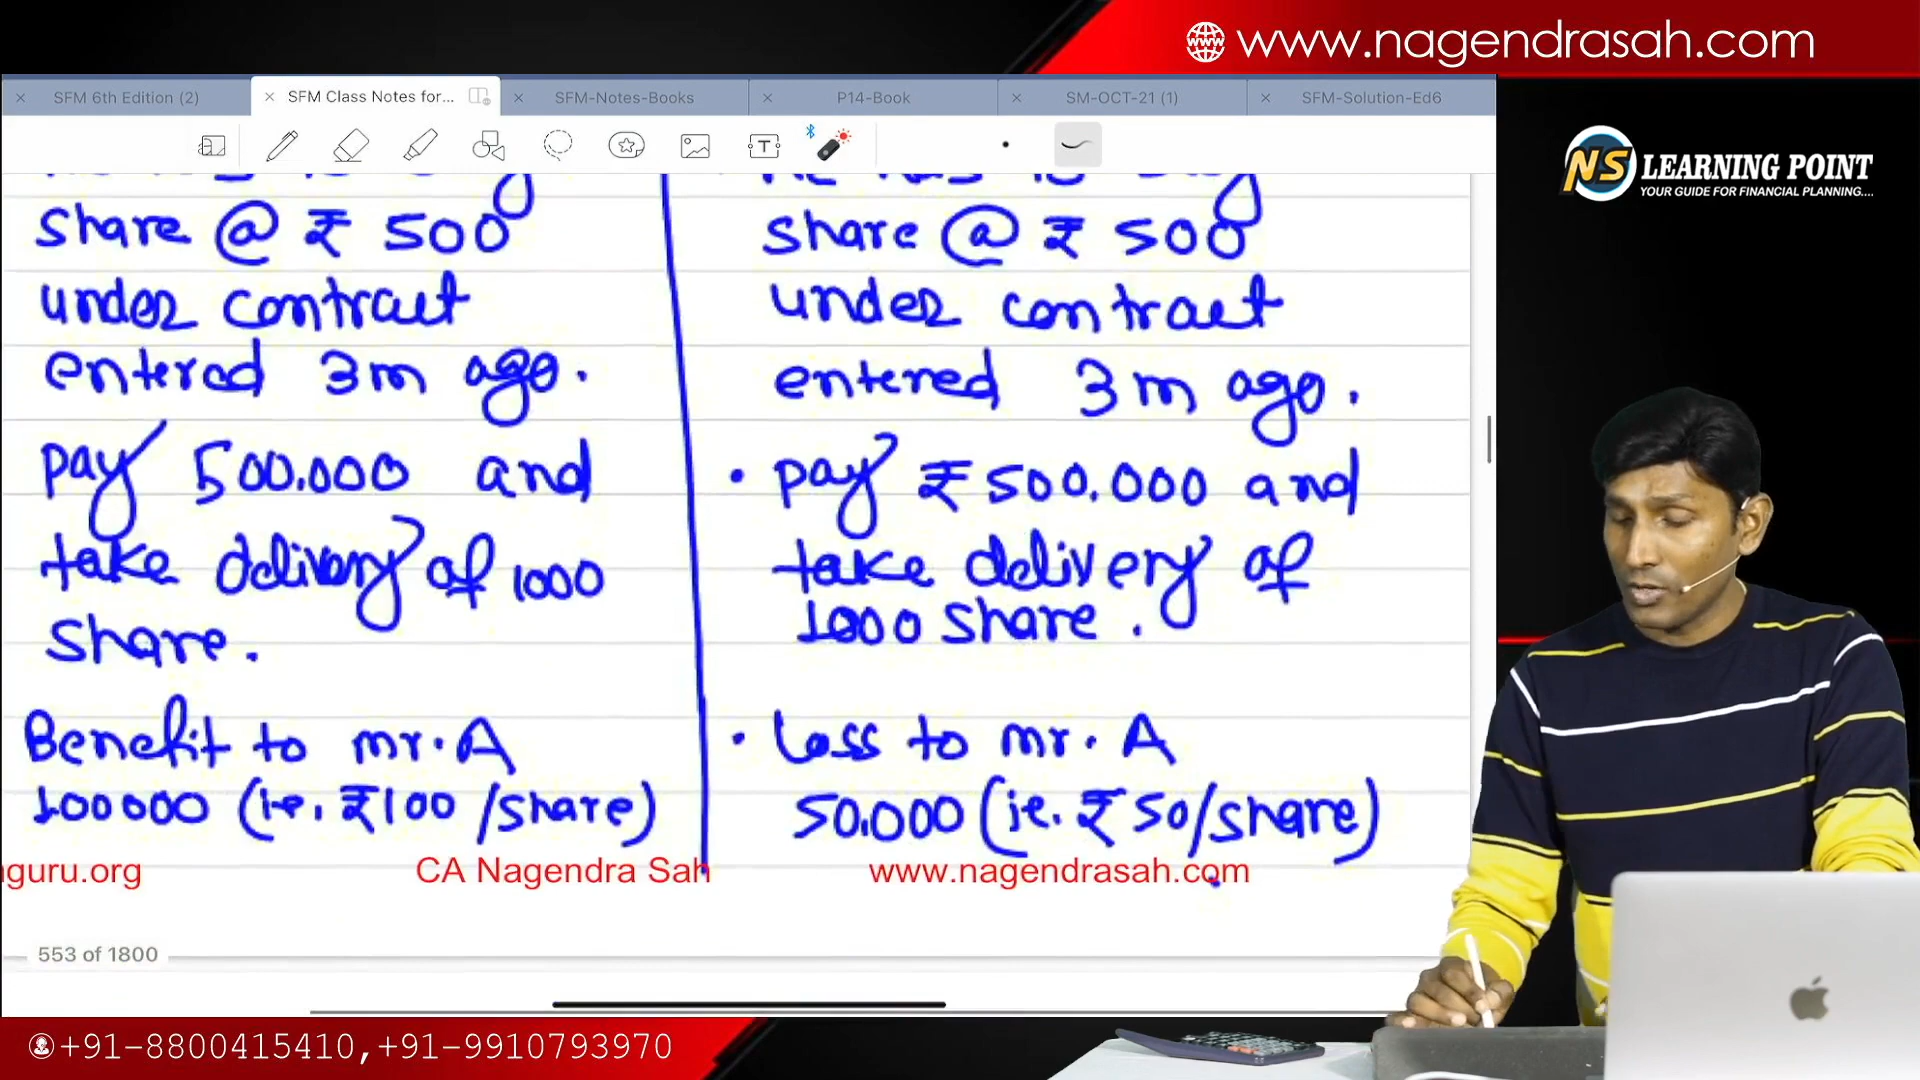 www.nagendrasah.com
SFM 6th Edition (2)
SFM Class Notes for...
SFM-Notes-Books
P14-Book
SM-OCT-21 (1)
SFM-Solution-Ed6
NS LEARNING POINT
YOUR GUIDE FOR FINANCIAL PLANNING....
share @ ₹ 500
under contract
entered 3m ago.
pay 500.000 and
take delivery of 1000
share.
Benefit to mr. A
100000 (i.e. ₹100 /share)
share @ ₹ 500
under contract
entered 3m ago.
• pay ₹ 500.000 and
take delivery of
1000 share.
• Loss to mr. A
50.000 (i.e. ₹ 50/share)
guru.org
CA Nagendra Sah
www.nagendrasah.com
553 of 1800
+91-8800415410,+91-9910793970